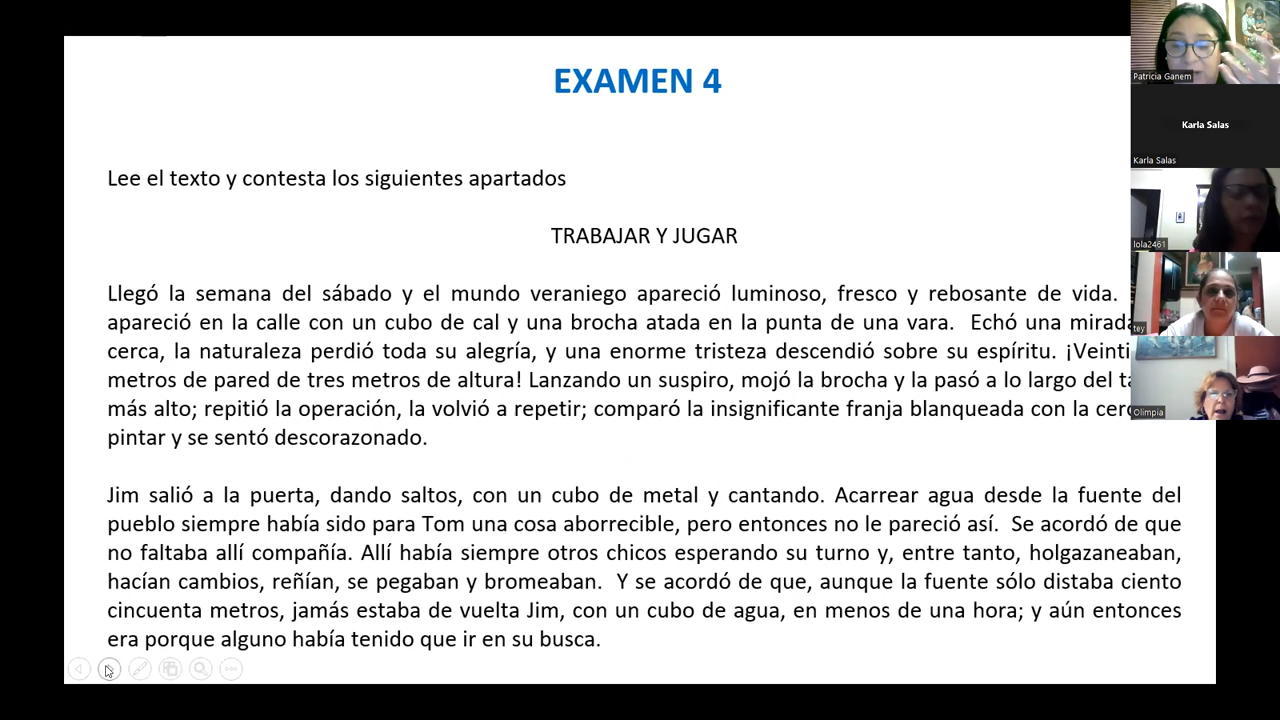 EXAMEN 4
Lee el texto y contesta los siguientes apartados
TRABAJAR Y JUGAR
Llegó la semana del sábado y el mundo veraniego apareció luminoso, fresco y rebosante de vida.
apareció en la calle con un cubo de cal y una brocha atada en la punta de una vara. Echó una
cerca, la naturaleza perdió toda su alegría, y una enorme tristeza descendió sobre su espíritu.
metros de pared de tres metros de altura! Lanzando un suspiro, mojó la brocha y la pasó a lo largo del
más alto; repitió la operación, la volvió a repetir; comparó la insignificante franja blanqueada con la
pintar y se sentó descorazonado.
Jim salió a la puerta, dando saltos, con un cubo de metal y cantando. Acarrear agua desde la fuente del
pueblo siempre había sido para Tom una cosa aborrecible, pero entonces no le pareció así. Se acordó de que
no faltaba allí compañía. Allí había siempre otros chicos esperando su turno y, entre tanto, holgazaneaban,
hacían cambios, reñían, se pegaban y bromeaban. Y se acordó de que, aunque la fuente sólo distaba ciento
cincuenta metros, jamás estaba de vuelta Jim, con un cubo de agua, en menos de una hora; y aún entonces
era porque alguno había tenido que ir en su busca.
Patricia Ganem
Karla Salas
Karla Salas
lola2461
tey
Olimpia